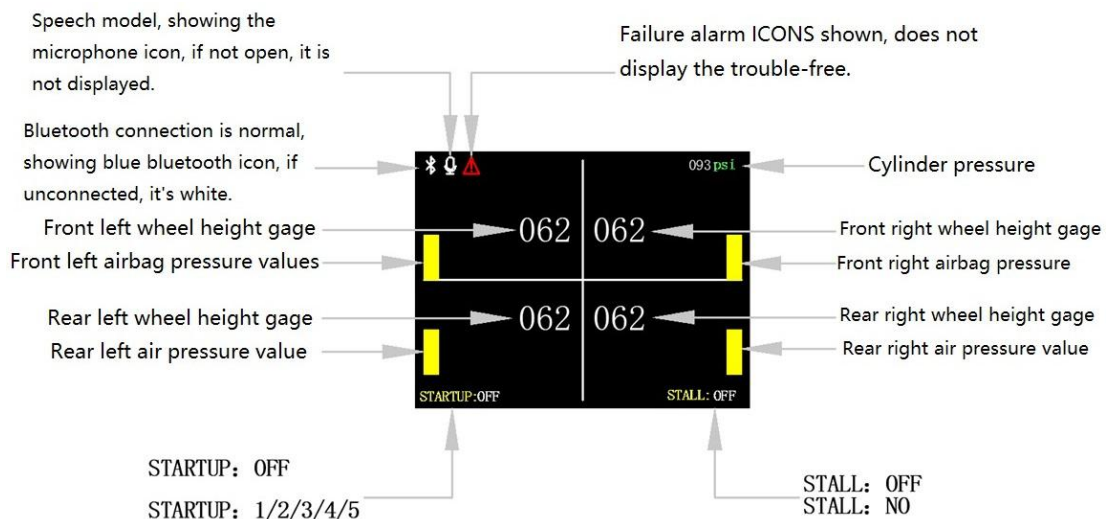 Speech model, showing the
microphone icon, if not open, it is
not displayed.
Failure alarm ICONS shown, does not
display the trouble-free.
Bluetooth connection is normal,
showing blue bluetooth icon, if
unconnected, it's white.
093psi
Cylinder pressure
Front left wheel height gage
062
062
Front right wheel height gage
Front left airbag pressure values
Front right airbag pressure
Rear left wheel height gage
062
062
Rear right wheel height gage
Rear left air pressure value
Rear right air pressure value
STARTUP:OFF
STALL: OFF
STARTUP: OFF
STARTUP: 1/2/3/4/5
STALL: OFF
STALL: NO